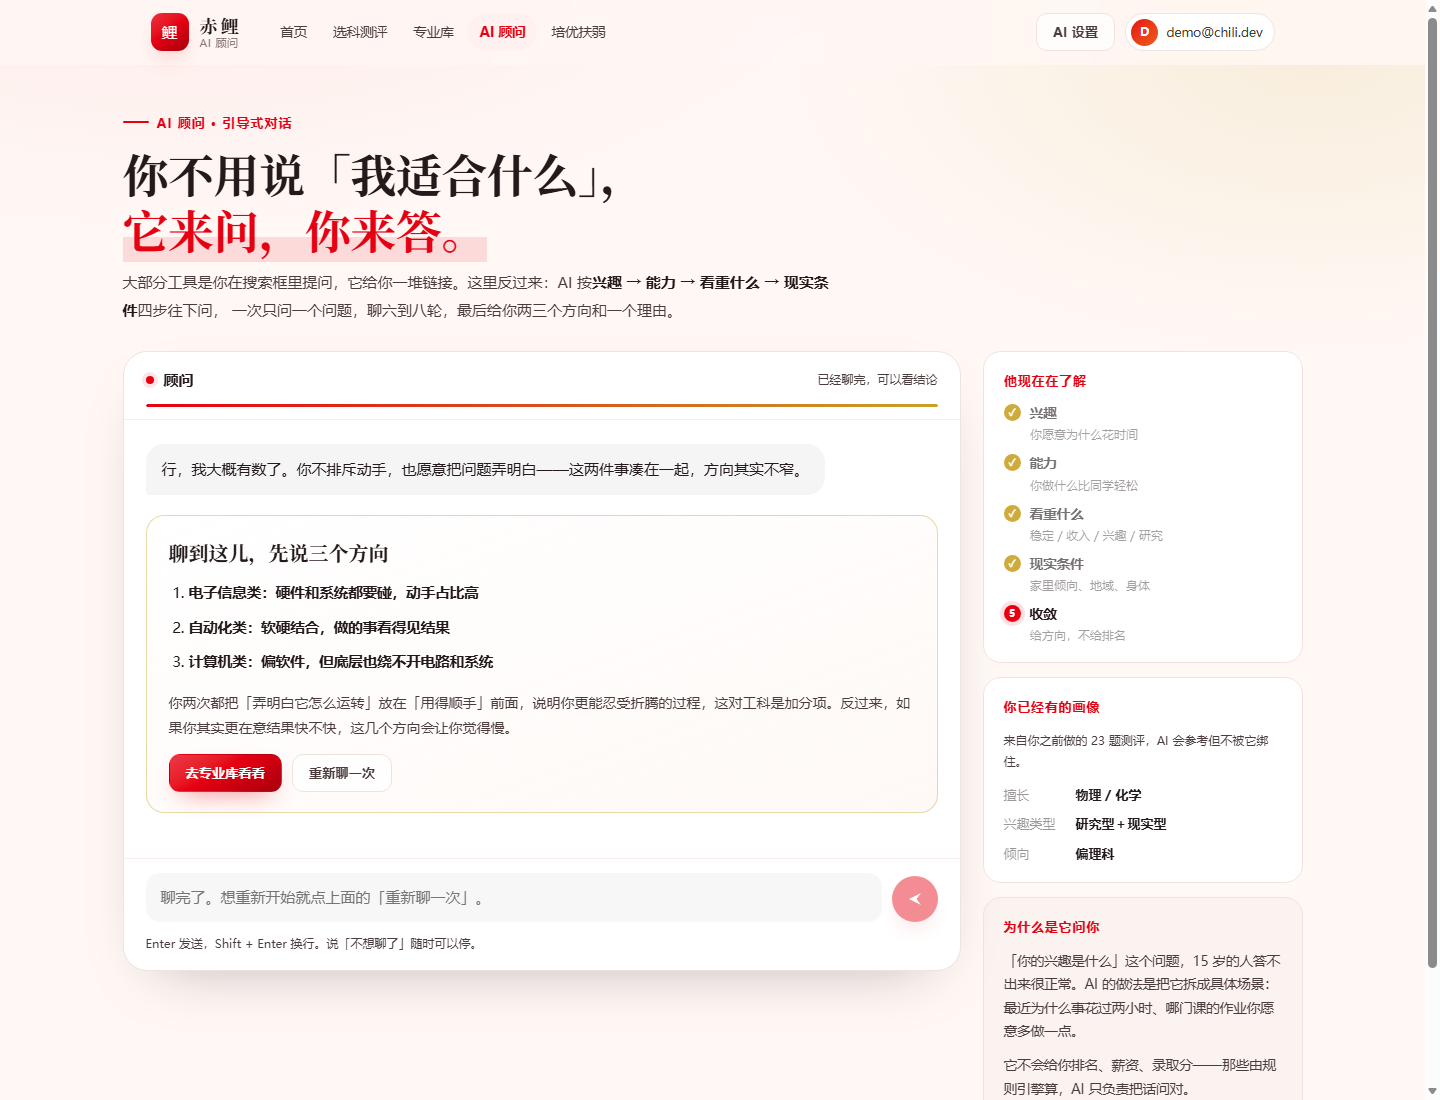 鲤
赤鲤
AI 顾问
首页
选科测评
专业库
AI 顾问
培优扶弱
AI 设置
D
demo@chili.dev
AI 顾问 • 引导式对话
你不用说「我适合什么」，
它来问，你来答。
大部分工具是你在搜索框里提问，它给你一堆链接。这里反过来：AI 按兴趣 → 能力 → 看重什么 → 现实条
件四步往下问， 一次只问一个问题，聊六到八轮，最后给你两三个方向和一个理由。
顾问
已经聊完，可以看结论
行，我大概有数了。你不排斥动手，也愿意把问题弄明白——这两件事凑在一起，方向其实不窄。
聊到这儿，先说三个方向
1. 电子信息类：硬件和系统都要碰，动手占比高
2. 自动化类：软硬结合，做的事看得见结果
3. 计算机类：偏软件，但底层也绕不开电路和系统
你两次都把「弄明白它怎么运转」放在「用得顺手」前面，说明你更能忍受折腾的过程，这对工科是加分项。反过来，如
果你其实更在意结果快不快，这几个方向会让你觉得慢。
去专业库看看
重新聊一次
聊完了。想重新开始就点上面的「重新聊一次」。
Enter 发送，Shift + Enter 换行。说「不想聊了」随时可以停。
他现在在了解
兴趣
你愿意为什么花时间
能力
你做什么比同学轻松
看重什么
稳定 / 收入 / 兴趣 / 研究
现实条件
家里倾向、地域、身体
5
收敛
给方向，不给排名
你已经有的画像
来自你之前做的 23 题测评，AI 会参考但不被它绑
住。
擅长
物理 / 化学
兴趣类型
研究型 + 现实型
倾向
偏理科
为什么是它问你
「你的兴趣是什么」这个问题，15 岁的人答不
出来很正常。AI 的做法是把它拆成具体场景：
最近为什么事花过两小时、哪门课的作业你愿
意多做一点。
它不会给你排名、薪资、录取分——那些由规
则引擎算，AI 只负责把话问对。